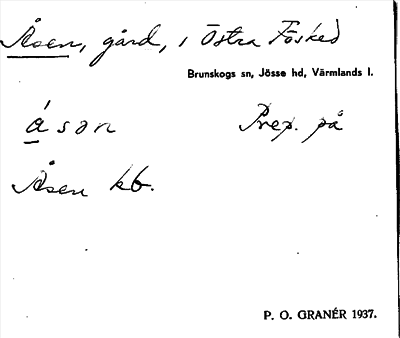 Åsen, gård, i Östra Fösked
Brunskogs sn, Jösse hd, Värmlands l.
åsən Prep. på
Åsen kb.
P. O. GRANÉR 1937.